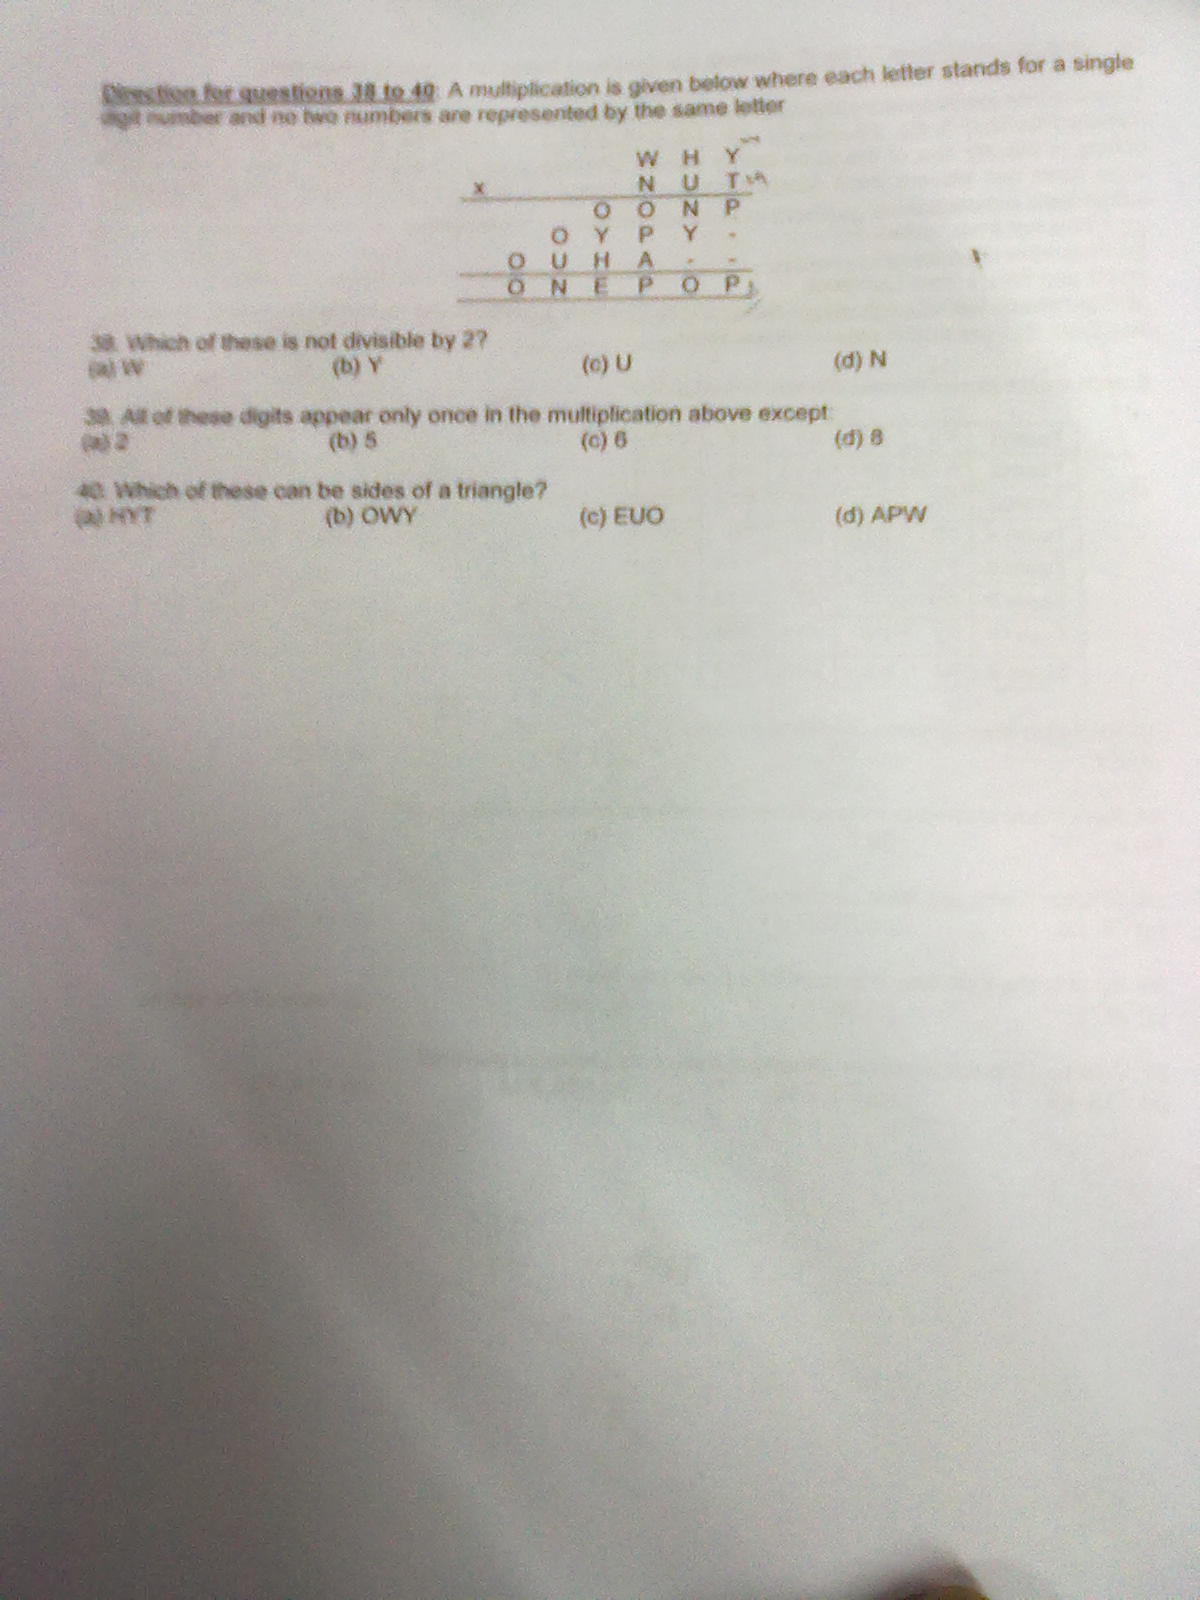 Direction for questions 38 to 40: A multiplication is given below where each letter stands for a single
digit number and no two numbers are represented by the same letter
W H Y
x N U T
O O N P
O Y P Y -
O U H A - -
O N E P O P
38. Which of these is not divisible by 2?
(a) W (b) Y (c) U (d) N
39. All of these digits appear only once in the multiplication above except:
(a) 2 (b) 5 (c) 6 (d) 8
40. Which of these can be sides of a triangle?
(a) HYT (b) OWY (c) EUO (d) APW